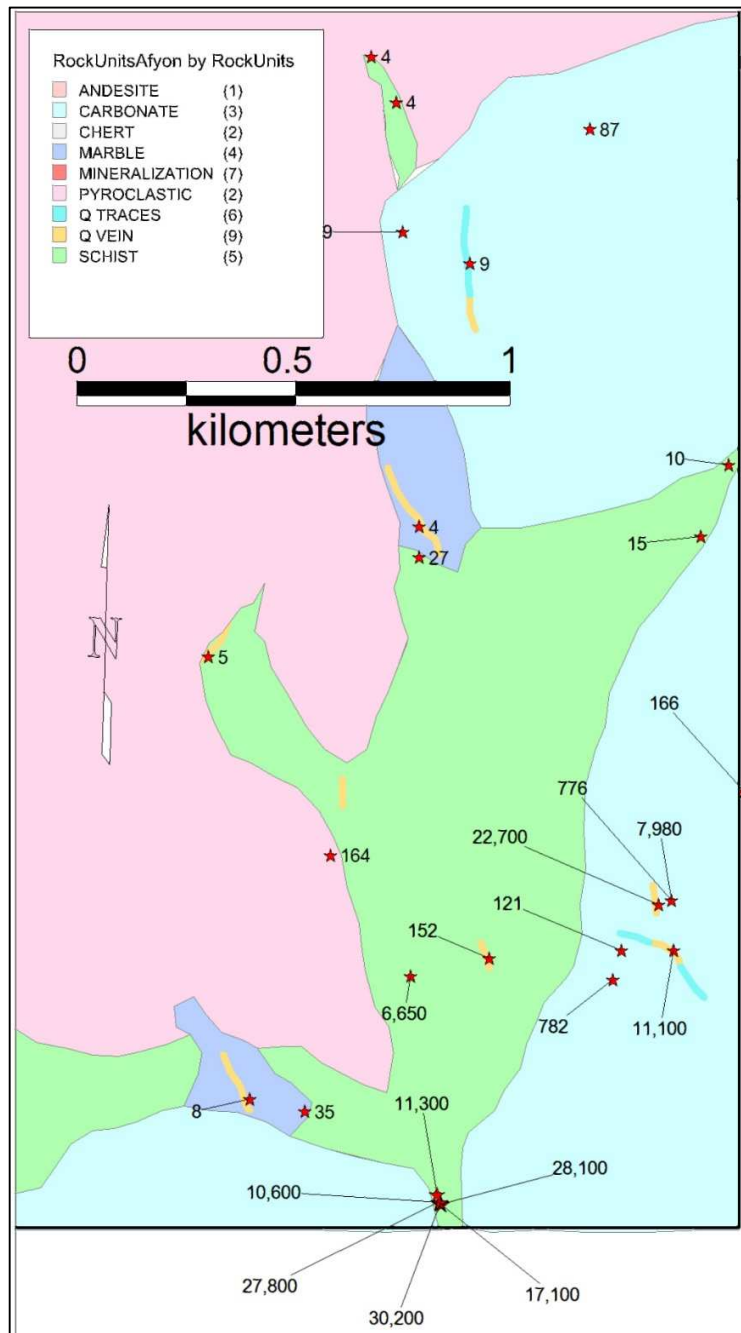 RockUnitsAfyon by RockUnits
ANDESITE (1)
CARBONATE (3)
CHERT (2)
MARBLE (4)
MINERALIZATION (7)
PYROCLASTIC (2)
Q TRACES (6)
Q VEIN (9)
SCHIST (5)
4
4
87
9
9
0 0.5 1
kilometers
10
4
15
27
N
5
166
776
7,980
22,700
164
121
152
6,650
782
11,100
8
35
11,300
28,100
10,600
27,800
17,100
30,200